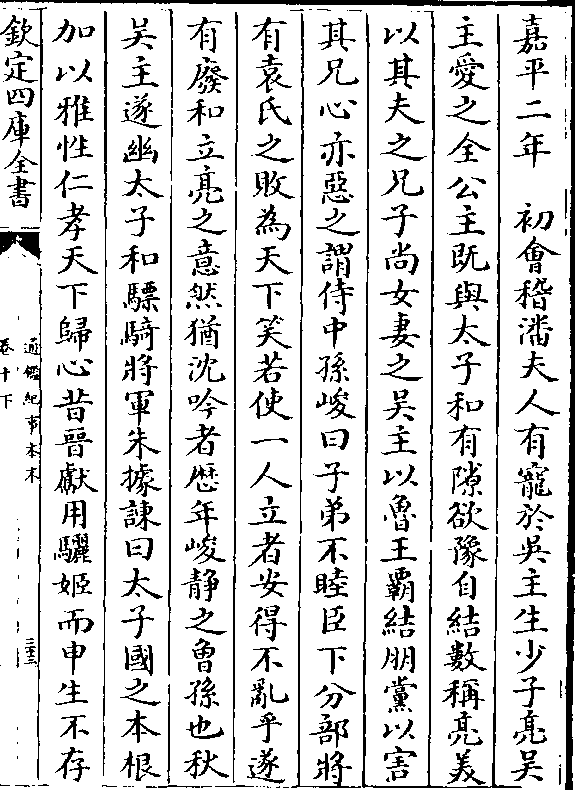 嘉平二年　初會稽潘夫人有寵於吳主生少子亮吳
主愛之全公主既與太子和有隙欲豫自結數稱亮美
以其夫之兄子尚女妻之吳主以魯王霸結朋黨以害
其兄心亦惡之謂侍中孫峻曰子弟不睦臣下分部將
有袁氏之敗為天下笑若使一人立者安得不亂乎遂
有廢和立亮之意然猶沈吟者歴年峻静之曾孫也秋
吳主遂幽太子和驃騎將軍朱據諫曰太子國之本根
加以雅性仁孝天下歸心昔晉獻用驪姬而申生不存
欽定四庫全書
通鑑紀事本末
卷十下
三十三